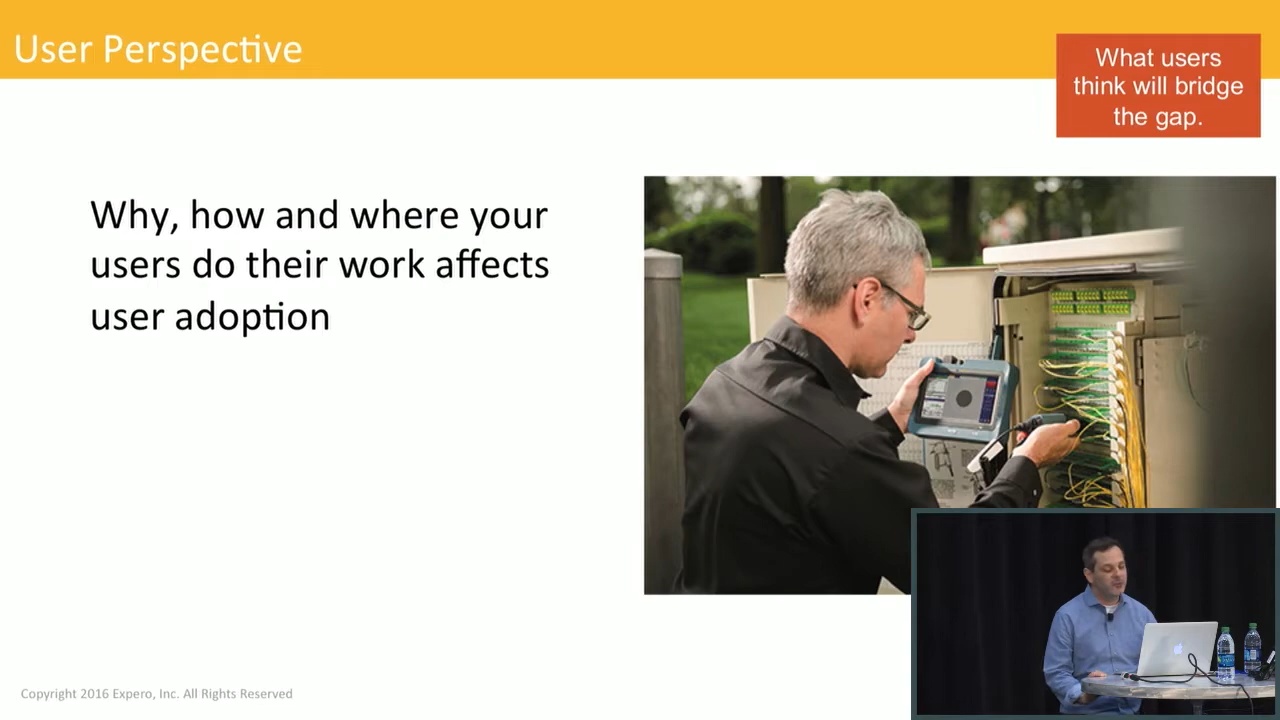 User Perspective
What users
think will bridge
the gap.
Why, how and where your
users do their work affects
user adoption
Copyright 2016 Expero, Inc. All Rights Reserved